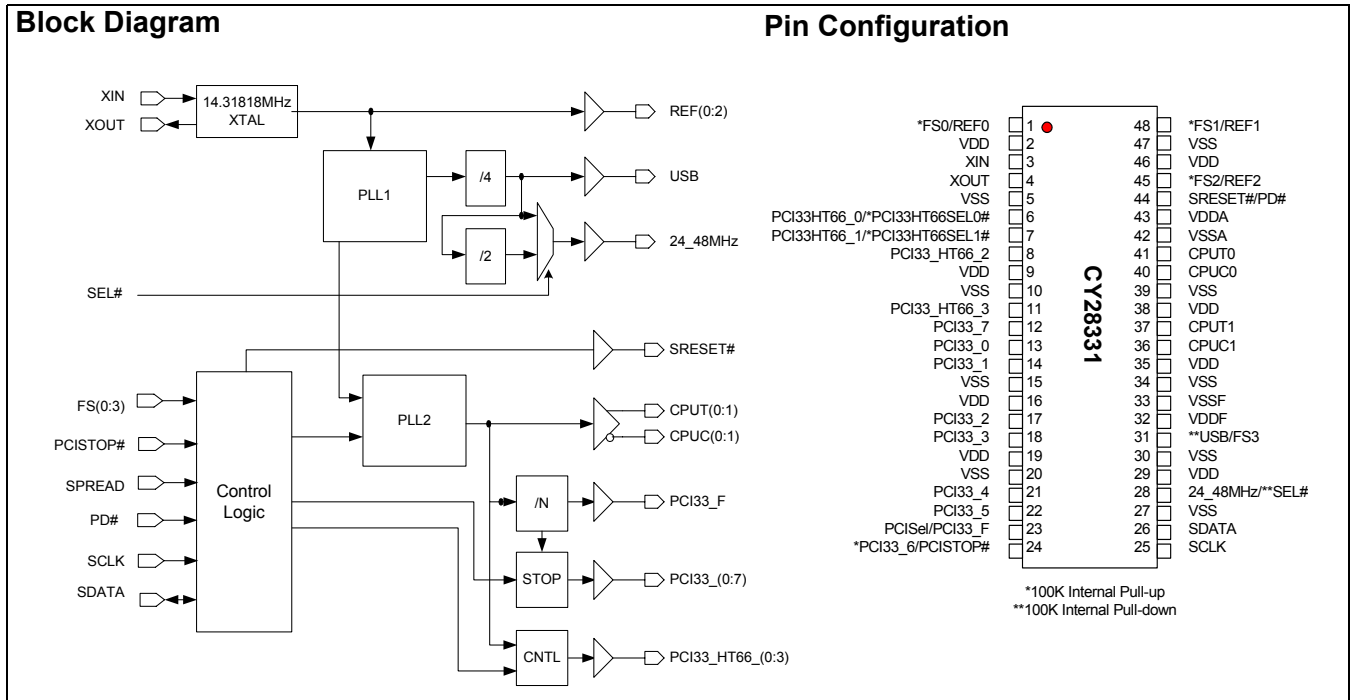 Block Diagram
XIN
XOUT
14.31818MHz
XTAL
REF(0:2)
PLL1
/4
USB
/2
24_48MHz
SEL#
SRESET#
FS(0:3)
PCISTOP#
SPREAD
PD#
SCLK
SDATA
Control
Logic
PLL2
CPUT(0:1)
CPUC(0:1)
/N
PCI33_F
STOP
PCI33_(0:7)
CNTL
PCI33_HT66_(0:3)
Pin Configuration
*FS0/REF0 1 48 *FS1/REF1
VDD 2 47 VSS
XIN 3 46 VDD
XOUT 4 45 *FS2/REF2
VSS 5 44 SRESET#/PD#
PCI33HT66_0/*PCI33HT66SEL0# 6 43 VDDA
PCI33HT66_1/*PCI33HT66SEL1# 7 42 VSSA
PCI33_HT66_2 8 41 CPUT0
VDD 9 40 CPUC0
VSS 10 39 VSS
PCI33_HT66_3 11 38 VDD
PCI33_7 12 37 CPUT1
PCI33_0 13 36 CPUC1
PCI33_1 14 35 VDD
VSS 15 34 VSS
VDD 16 33 VSSF
PCI33_2 17 32 VDDF
PCI33_3 18 31 **USB/FS3
VDD 19 30 VSS
VSS 20 29 VDD
PCI33_4 21 28 24_48MHz/**SEL#
PCI33_5 22 27 VSS
PCISel/PCI33_F 23 26 SDATA
*PCI33_6/PCISTOP# 24 25 SCLK
CY28331
*100K Internal Pull-up
**100K Internal Pull-down